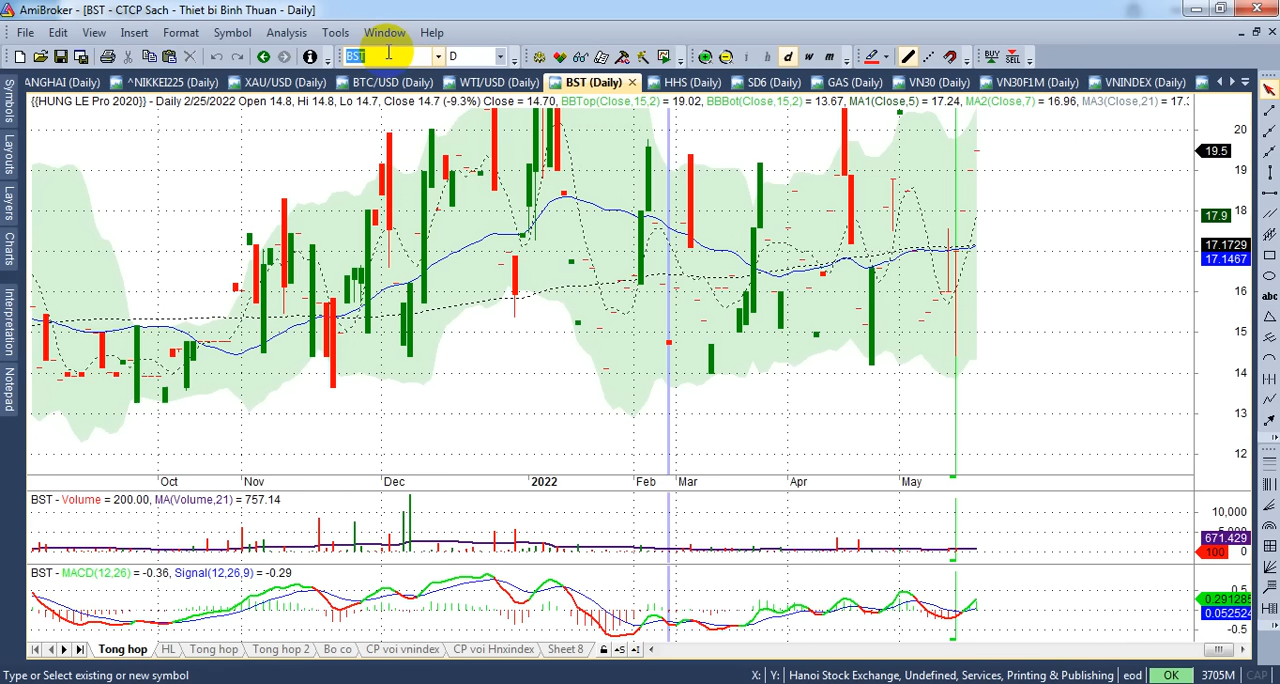 AmiBroker - [BST - CTCP Sach - Thiet bi Binh Thuan - Daily]
File Edit View Insert Format Symbol Analysis Tools Window Help
BST D i h d w m BUY SELL
ANGHAI (Daily) ^NIKKEI225 (Daily) XAU/USD (Daily) BTC/USD (Daily) WTI/USD (Daily) BST (Daily) HHS (Daily) SD6 (Daily) GAS (Daily) VN30 (Daily) VN30F1M (Daily) VNINDEX (Daily)
{{HUNG LE Pro 2020}} - Daily 2/25/2022 Open 14.8, Hi 14.8, Lo 14.7, Close 14.7 (-9.3%) Close = 14.70, BBTop(Close,15,2) = 19.02, BBBot(Close,15,2) = 13.67, MA1(Close,5) = 17.24, MA2(Close,7) = 16.96, MA3(Close,21) = 17.
Symbols
Layouts
Layers
Charts
Interpretation
Notepad
abc
20
19.5
19
18
17.9
17.1729
17.1467
16
15
14
13
12
Oct Nov Dec 2022 Feb Mar Apr May
BST - Volume = 200.00, MA(Volume,21) = 757.14
10,000
5,000
671.429
100 0
BST - MACD(12,26) = -0.36, Signal(12,26,9) = -0.29
0.5
0.291285
0.052524
-0.5
Tong hop HL Tong hop Tong hop 2 Bo co CP voi vnindex CP voi Hnxindex Sheet 8
Type or Select existing or new symbol X: Y: Hanoi Stock Exchange, Undefined, Services, Printing & Publishing eod OK 3705M CAP